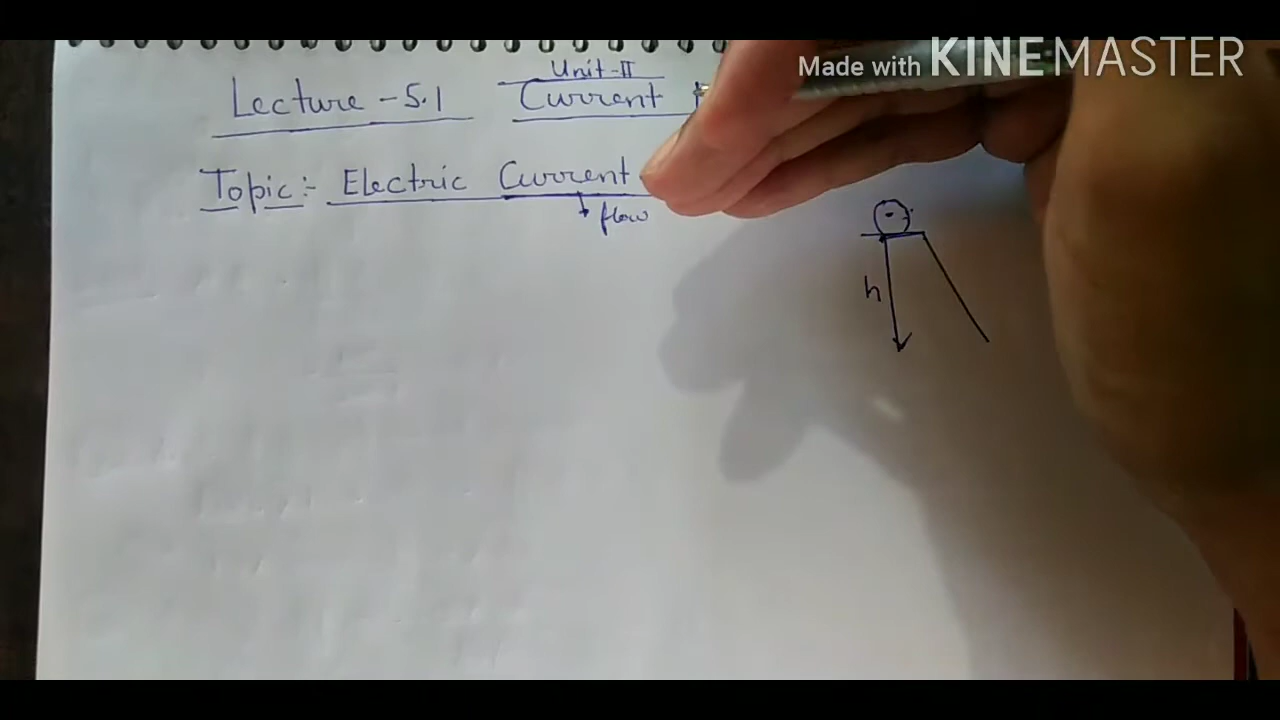 Made with KINEMASTER
Unit-II
Lecture - 5.1 Current
Topic:- Electric Current
flow
h